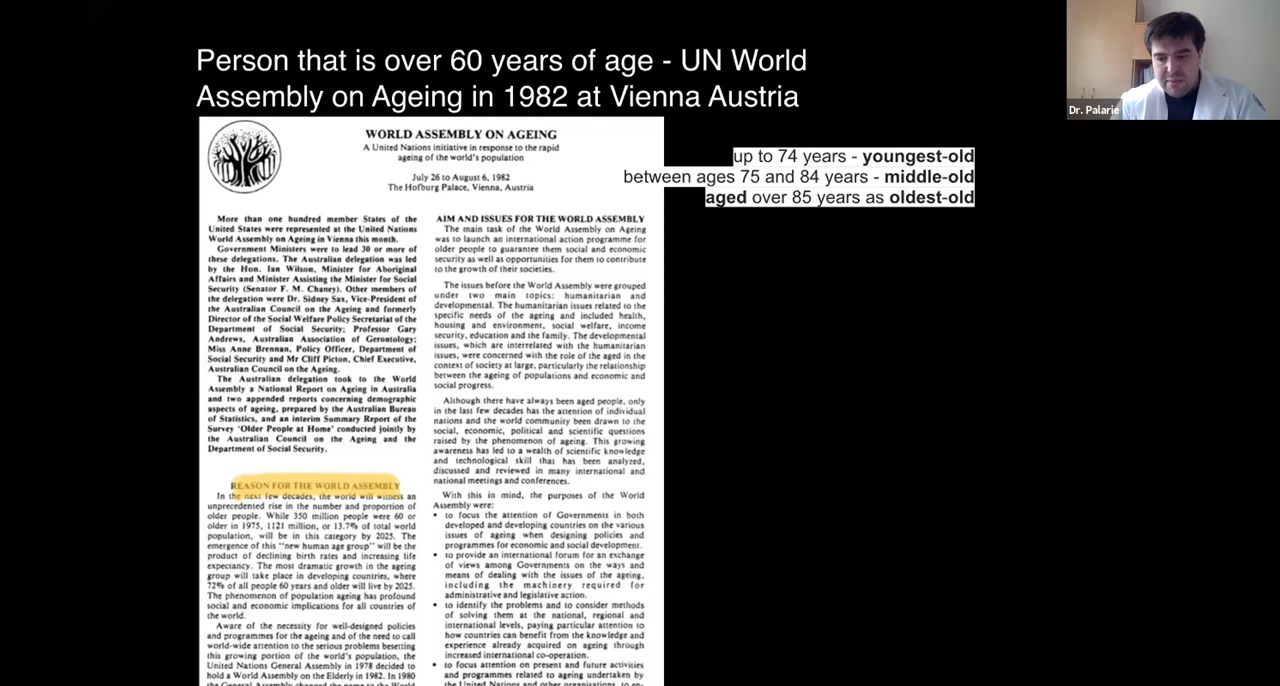 Person that is over 60 years of age - UN World
Assembly on Ageing in 1982 at Vienna Austria
Dr. Palarie
up to 74 years - youngest-old
between ages 75 and 84 years - middle-old
aged over 85 years as oldest-old
WORLD ASSEMBLY ON AGEING
A United Nations initiative in response to the rapid
ageing of the world's population
July 26 to August 6, 1982
The Hofburg Palace, Vienna, Austria
More than one hundred member States of the
United States were represented at the United Nations
World Assembly on Ageing in Vienna this month.
Government Ministers were to lead 30 or more of
these delegations. The Australian delegation was led
by the Hon. Ian Wilson, Minister for Aboriginal
Affairs and Minister Assisting the Minister for Social
Security (Senator F. M. Chaney). Other members of
the delegation were Dr. Sidney Sax, Vice-President of
the Australian Council on the Ageing and formerly
Director of the Social Welfare Policy Secretariat of the
Department of Social Security; Professor Gary
Andrews, Australian Association of Gerontology;
Miss Anne Brennan, Policy Officer, Department of
Social Security and Mr Cliff Picton, Chief Executive,
Australian Council on the Ageing.
The Australian delegation took to the World
Assembly a National Report on Ageing in Australia
and two appended reports concerning demographic
aspects of ageing, prepared by the Australian Bureau
of Statistics, and an interim Summary Report of the
Survey 'Older People at Home' conducted jointly by
the Australian Council on the Ageing and the
Department of Social Security.
REASON FOR THE WORLD ASSEMBLY
In the next few decades, the world will witness an
unprecedented rise in the number and proportion of
older people. While 350 million people were 60 or
older in 1975, 1121 million, or 13.7% of total world
population, will be in this category by 2025. The
emergence of this "new human age group" will be the
product of declining birth rates and increasing life
expectancy. The most dramatic growth in the ageing
group will take place in developing countries, where
72% of all people 60 years and older will live by 2025.
The phenomenon of population ageing has profound
social and economic implications for all countries of
the world.
Aware of the necessity for well-designed policies
and programmes for the ageing and of the need to call
world-wide attention to the serious problems besetting
this growing portion of the world's population, the
United Nations General Assembly in 1978 decided to
hold a World Assembly on the Elderly in 1982. In 1980
the General Assembly changed the name to the World
AIM AND ISSUES FOR THE WORLD ASSEMBLY
The main task of the World Assembly on Ageing
was to launch an international action programme for
older people to guarantee them social and economic
security as well as opportunities for them to contribute
to the growth of their societies.
The issues before the World Assembly were grouped
under two main topics: humanitarian and
developmental. The humanitarian issues related to the
specific needs of the ageing and included health,
housing and environment, social welfare, income
security, education and the family. The developmental
issues, which are interrelated with the humanitarian
issues, were concerned with the role of the aged in the
context of society at large, particularly the relationship
between the ageing of populations and economic and
social progress.
Although there have always been aged people, only
in the last few decades has the attention of individual
nations and the world community been drawn to the
social, economic, political and scientific questions
raised by the phenomenon of ageing. This growing
awareness has led to a wealth of scientific knowledge
and technological skill that has been analyzed,
discussed and reviewed in many international and
national meetings and conferences.
With this in mind, the purposes of the World
Assembly were:
• to focus the attention of Governments in both
developed and developing countries on the various
issues of ageing when designing policies and
programmes for economic and social development.
• to provide an international forum for an exchange
of views among Governments on the ways and
means of dealing with the issues of the ageing,
including the machinery required for
administrative and legislative action.
• to identify the problems and to consider methods
of solving them at the national, regional and
international levels, paying particular attention to
how countries can benefit from the knowledge and
experience already acquired on ageing through
increased international co-operation.
• to focus attention on present and future activities
and programmes related to ageing undertaken by
the United Nations and other organisations, to en-